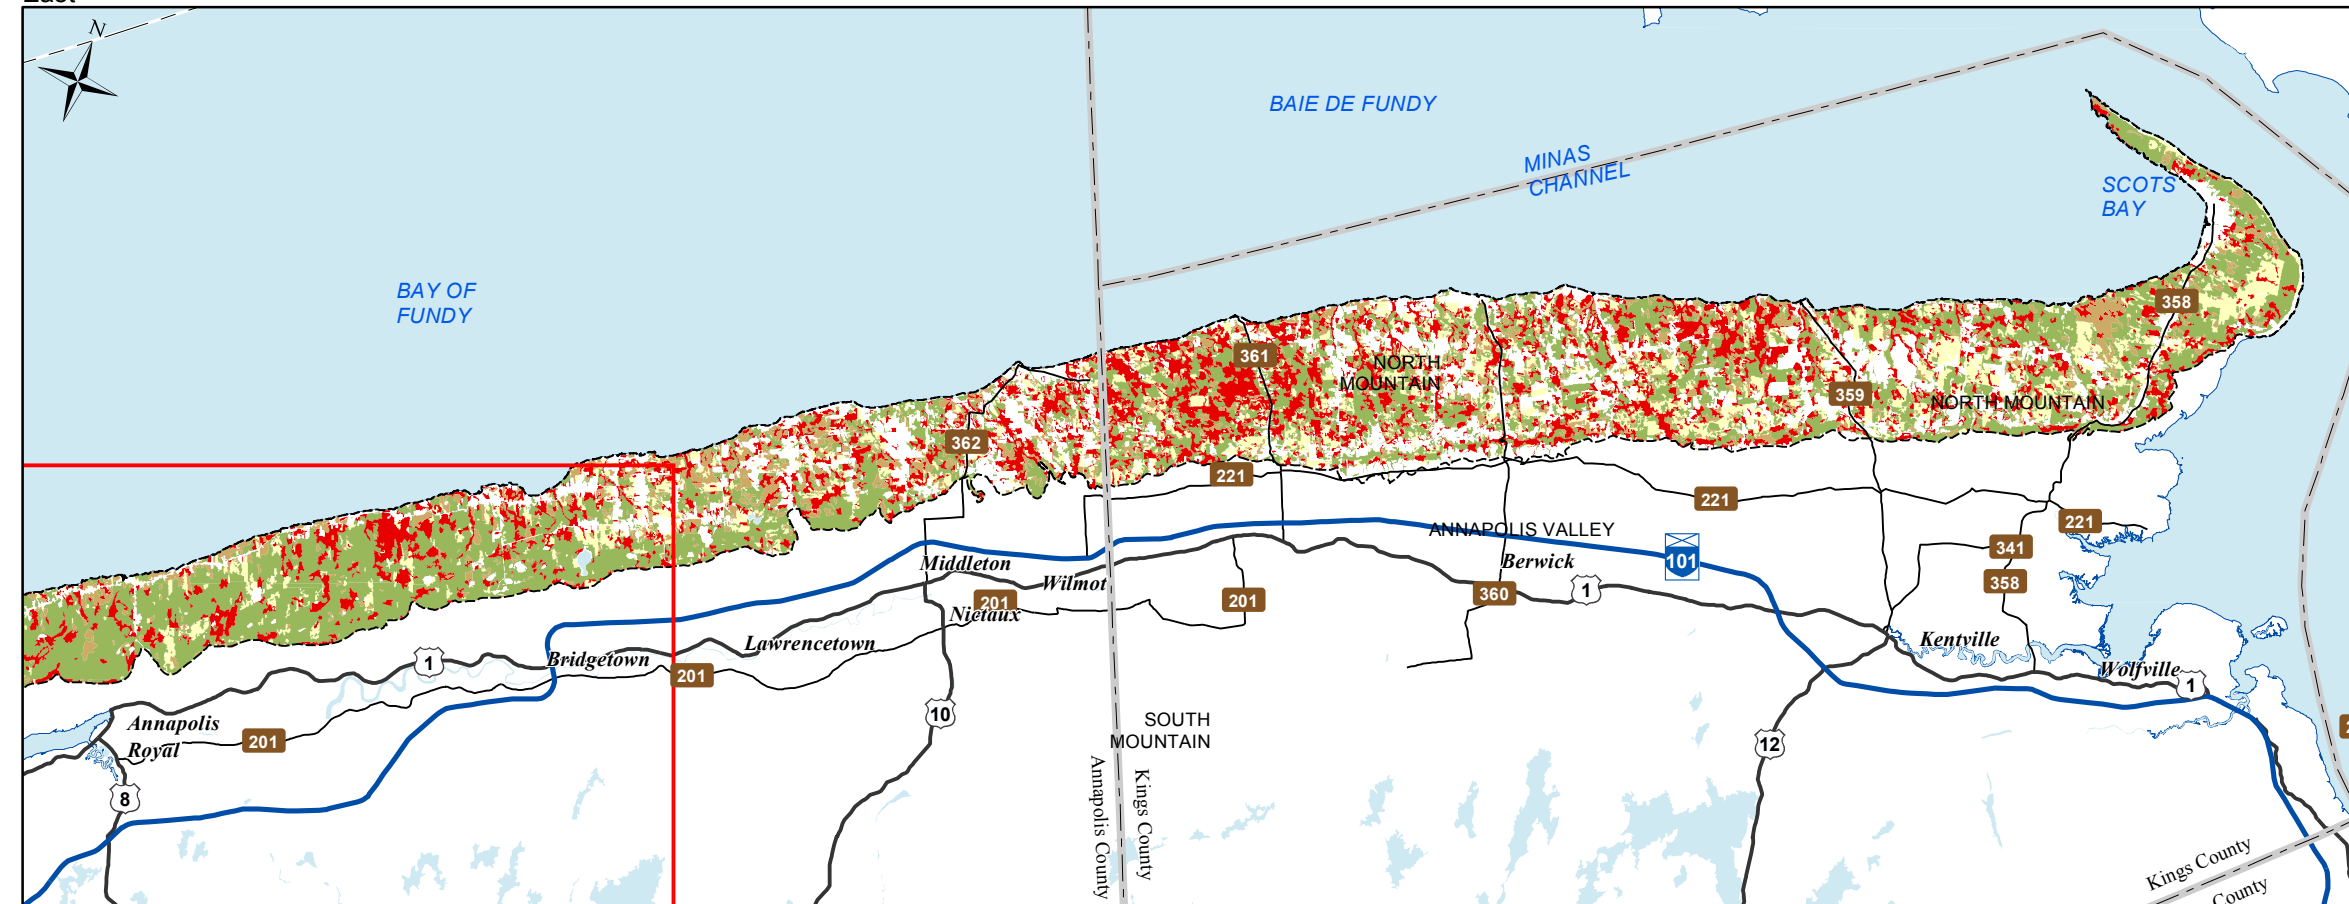 East
N
BAIE DE FUNDY
MINAS
CHANNEL
SCOTS
BAY
BAY OF
FUNDY
358
361
NORTH
MOUNTAIN
359
NORTH MOUNTAIN
362
221
221
221
ANNAPOLIS VALLEY
101
341
Middleton
Berwick
Wilmot
358
201
Nictaux
201
360
1
Lawrencetown
Kentville
Bridgetown
1
201
Wolfville
1
Annapolis
Royal
201
10
SOUTH
MOUNTAIN
12
8
Annapolis County
Kings County
Kings County
County